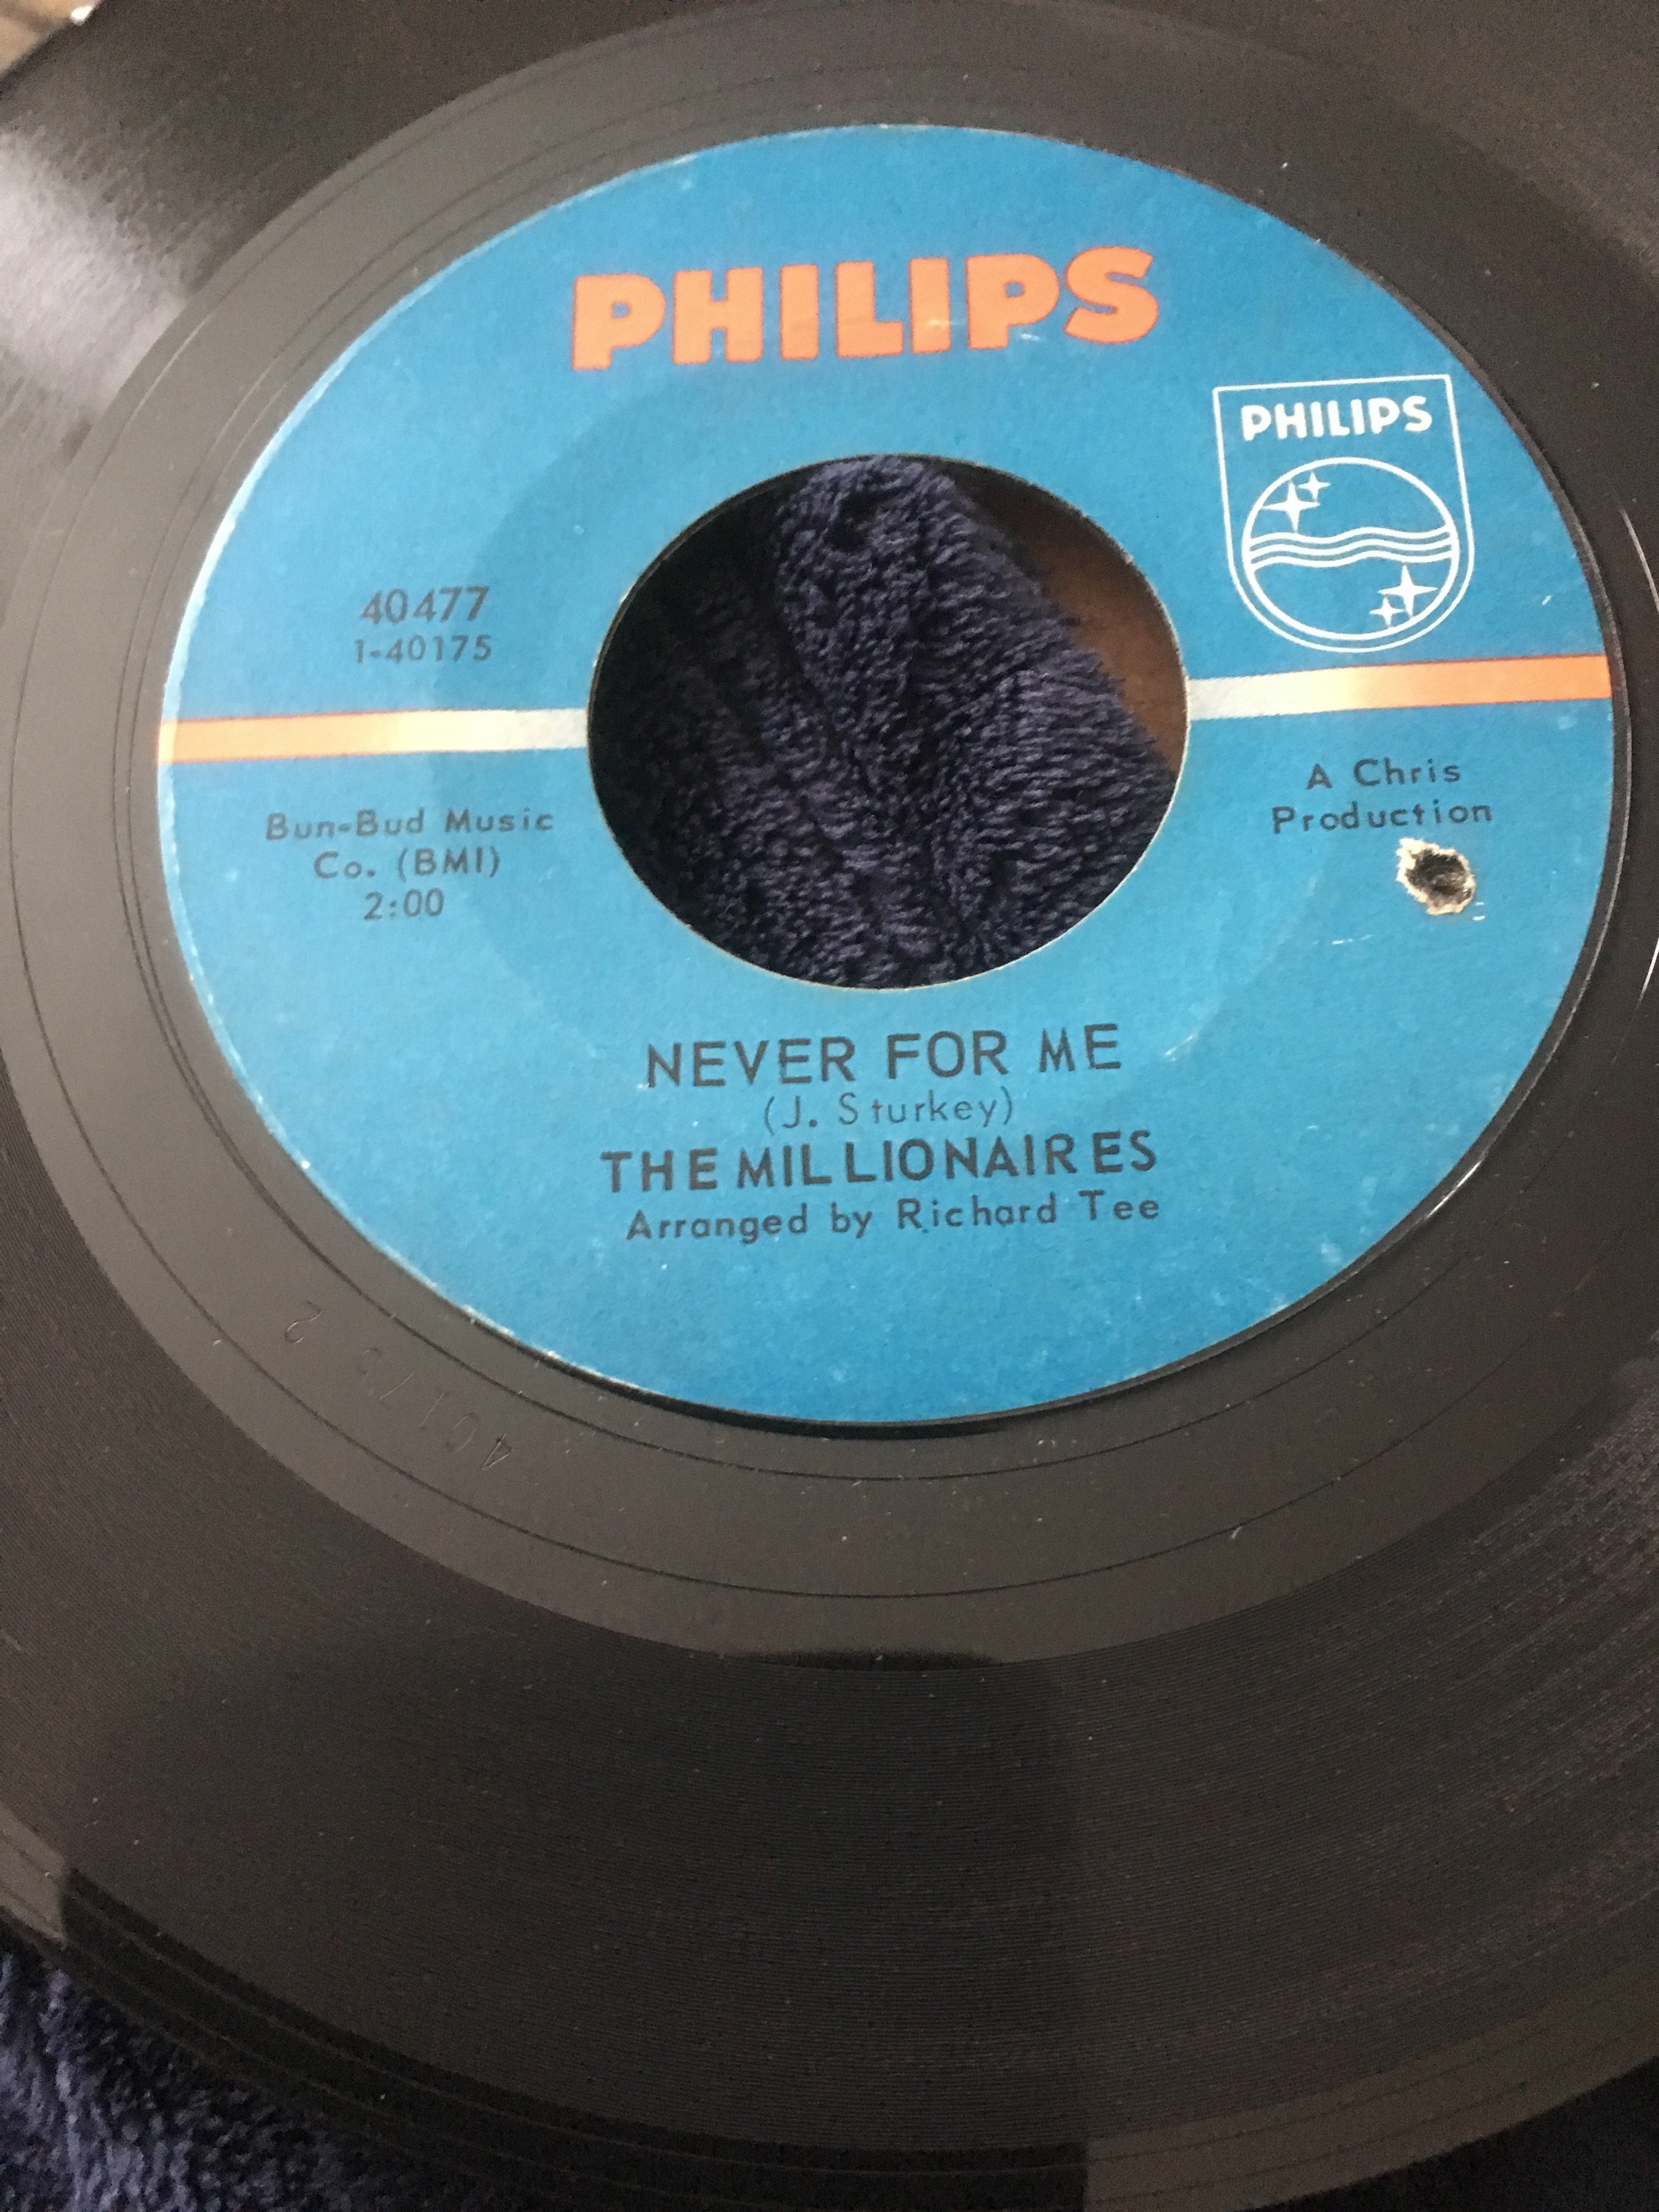 PHILIPS
PHILIPS
40477
1-40175
Bun-Bud Music
Co. (BMI)
2:00
A Chris
Production
NEVER FOR ME
(J. Sturkey)
THE MILLIONAIRES
Arranged by Richard Tee